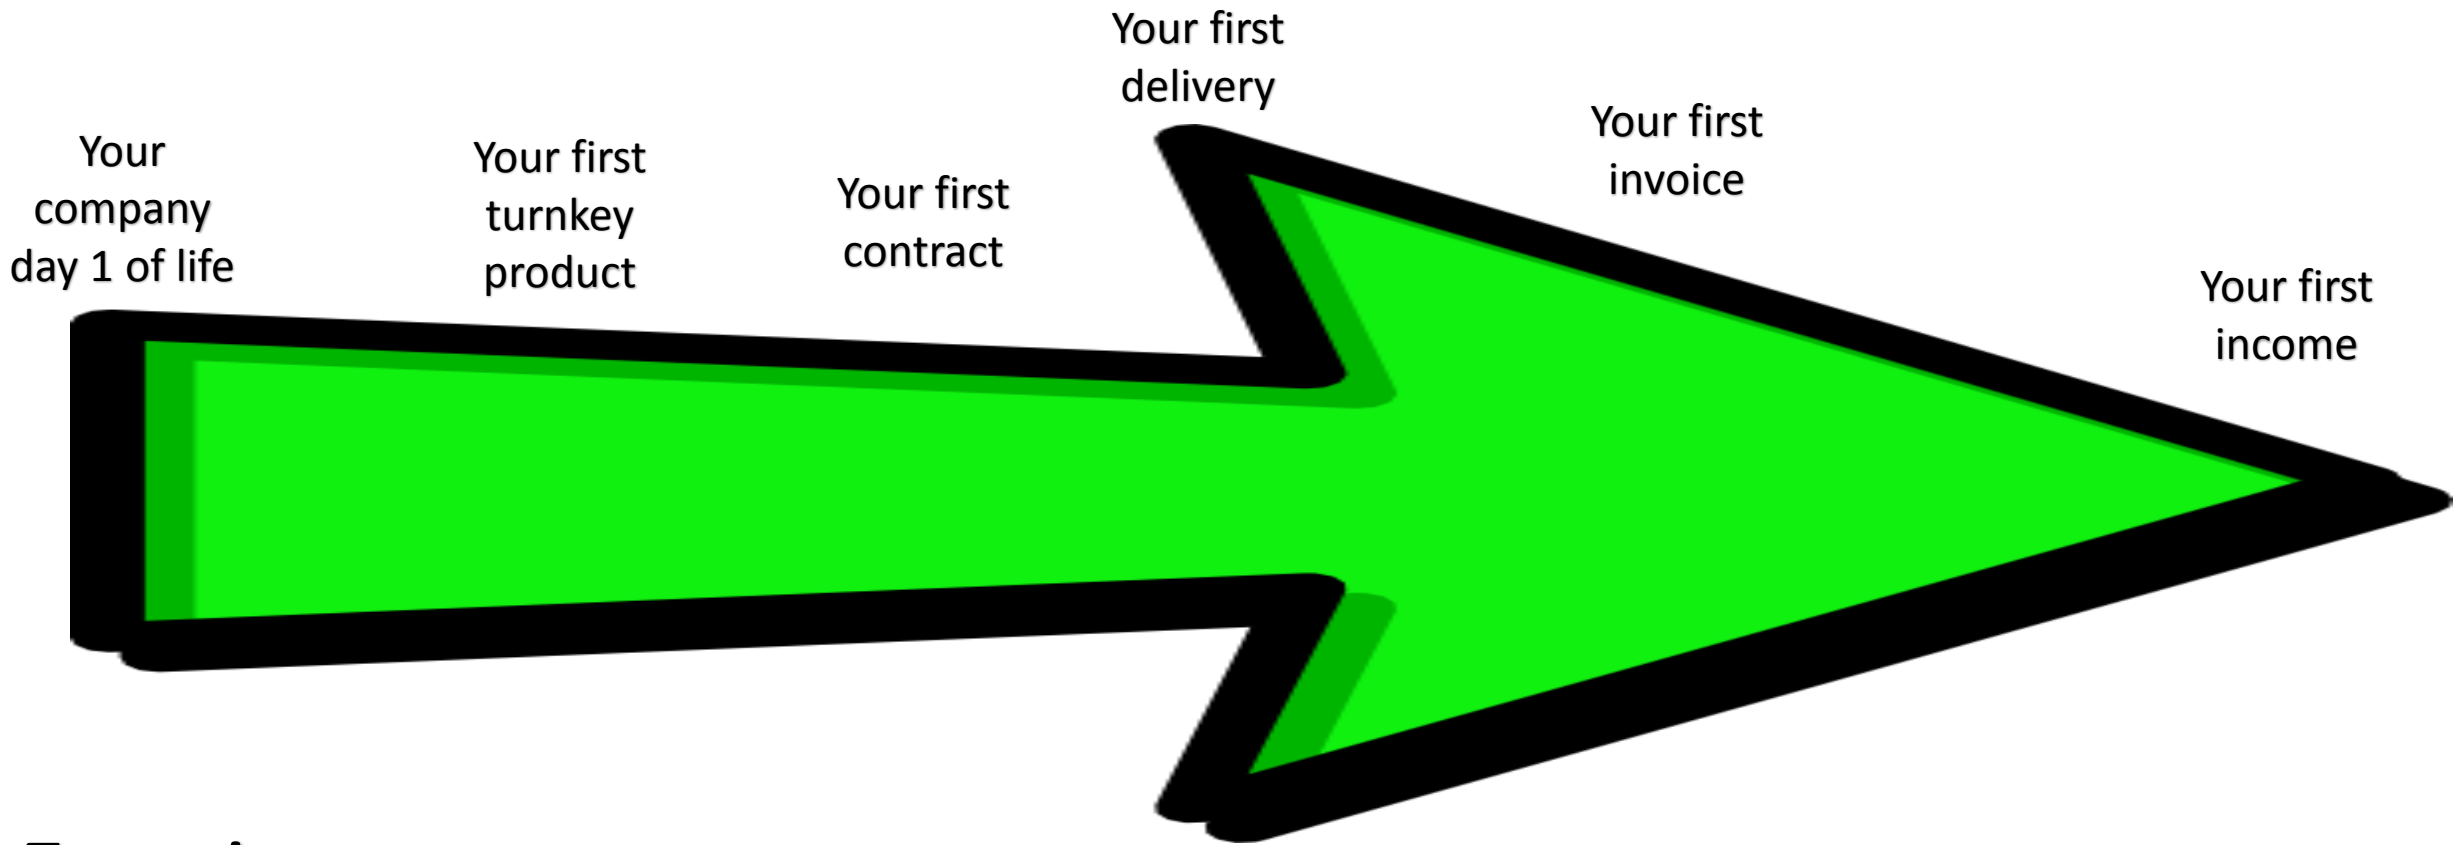 Your
company
day 1 of life
Your first
turnkey
product
Your first
contract
Your first
delivery
Your first
invoice
Your first
income